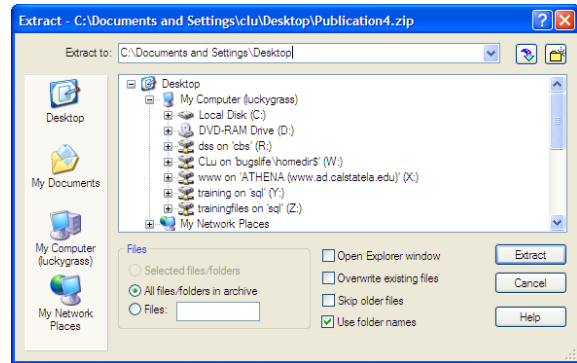 Extract - C:\Documents and Settings\clu\Desktop\Publication4.zip
Extract to: C:\Documents and Settings\Desktop
Desktop
My Documents
My Computer
(luckygrass)
My Network
Places
Desktop
My Computer (luckygrass)
Local Disk (C:)
DVD-RAM Drive (D:)
dss on 'cbs' (R:)
CLu on 'bugslife\homedir$' (W:)
www on 'ATHENA (www.ad.calstatela.edu)' (X:)
training on 'sql' (Y:)
trainingfiles on 'sql' (Z:)
My Network Places
Files
Selected files/folders
All files/folders in archive
Files:
Open Explorer window
Overwrite existing files
Skip older files
Use folder names
Extract
Cancel
Help